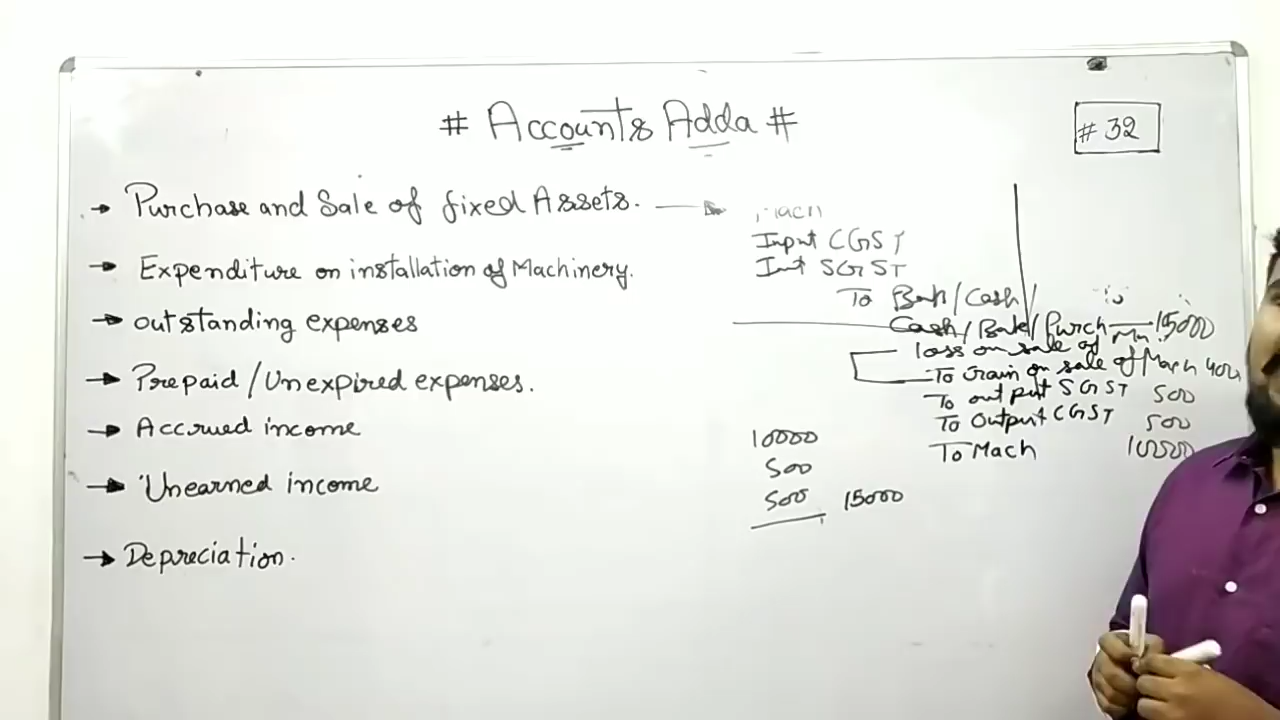 # Accounts Adda #
# 32
→ Purchase and Sale of fixed Assets. →
→ Expenditure on installation of Machinery.
→ outstanding expenses
→ Prepaid / Unexpired expenses.
→ Accrued income
→ Unearned income
→ Depreciation.
Mach
Input CGST
Input SGST
To Bank / Cash /
Cash / Bank / Purch 15000
loss on sale of
To Gain on sale of Mach
To output SGST 500
To Output CGST 500
To Mach 10000
10000
500
500 15000